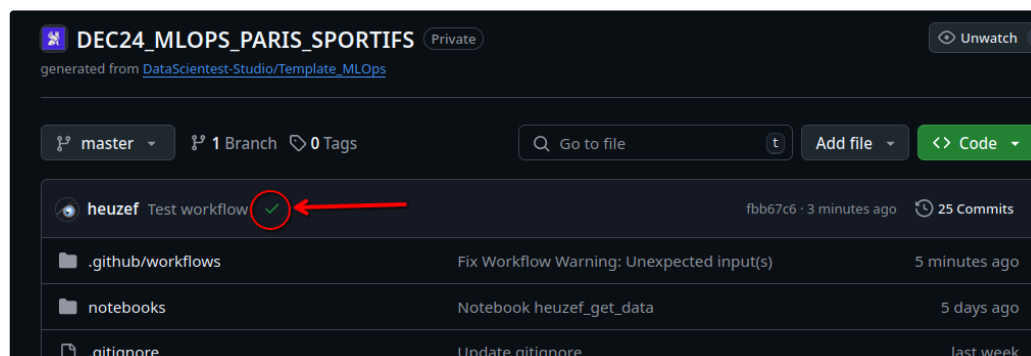 DEC24_MLOPS_PARIS_SPORTIFS Private
Unwatch
generated from DataScientest-Studio/Template_MLOps
master 1 Branch 0 Tags Go to file t Add file Code
heuzef Test workflow fbb67c6 · 3 minutes ago 25 Commits
.github/workflows Fix Workflow Warning: Unexpected input(s) 5 minutes ago
notebooks Notebook heuzef_get_data 5 days ago
.gitignore Update gitignore last week